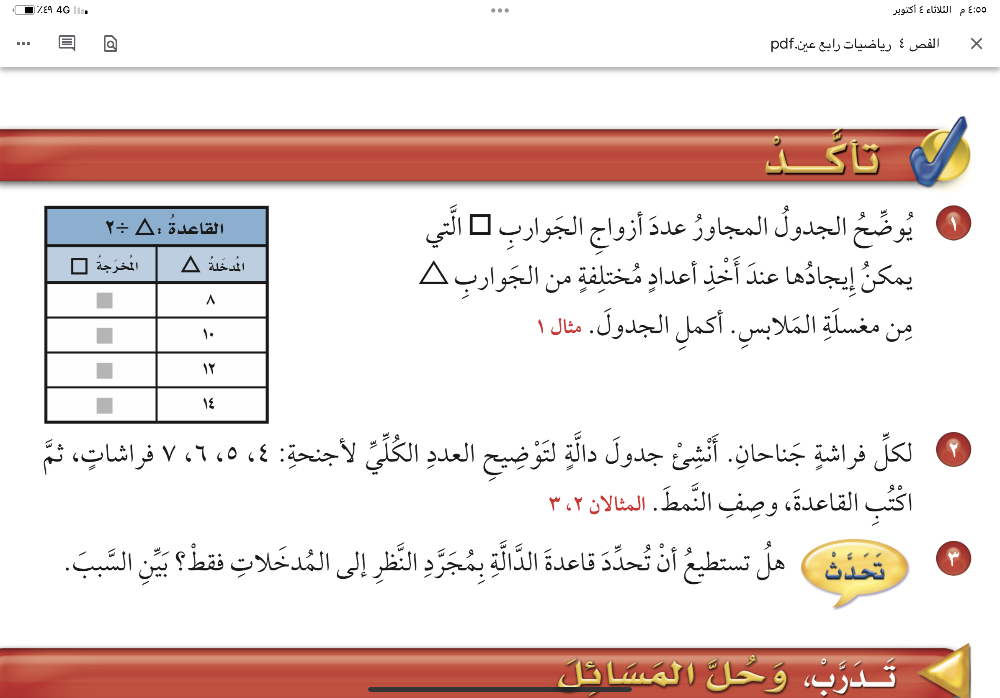 ٤:٥٥ م الثلاثاء ٤ أكتوبر
٪٤٩ 4G
الفص ٤ رياضيات رابع عين.pdf
تأكَّـــدْ
١ يُوضِّحُ الجدولُ المجاورُ عددَ أزواجِ الجَواربِ □ الَّتي
يمكنُ إيجادُها عندَ أَخْذِ أعدادٍ مُختلِفةٍ من الجَواربِ △
مِن مغسلَةِ المَلابسِ. أكملِ الجدولَ. مثال ١
القاعدةُ : △ ÷ ٢
المُدخَلةُ △ المُخرَجةُ □
٨
١٠
١٢
١٤
٢ لكلِّ فراشةٍ جَناحانِ. أَنْشِئْ جدولَ دالَّةٍ لتَوْضِيحِ العددِ الكُلِّيِّ لأجنحةِ: ٤، ٥، ٦، ٧ فراشاتٍ، ثمَّ
اكْتُبِ القاعدةَ، وصِفِ النَّمطَ. المثالان ٢، ٣
٣ تَحَدَّثْ هلُ تستطيعُ أنْ تُحدِّدَ قاعدةَ الدَّالَّةِ بِمُجَرَّدِ النَّظرِ إلى المُدخَلاتِ فقطْ؟ بَيِّنِ السَّببَ.
تَـدَرَّبْ، وَحُلَّ المَسَائِلَ